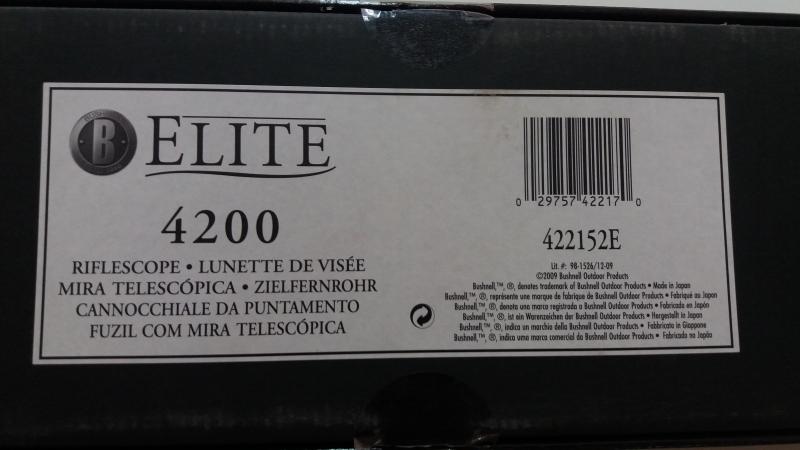 B ELITE
4200
RIFLESCOPE • LUNETTE DE VISÉE
MIRA TELESCÓPICA • ZIELFERNROHR
CANNOCCHIALE DA PUNTAMENTO
FUZIL COM MIRA TELESCÓPICA
0 29757 42217 0
422152E
Lit. #: 98-1526/12-09
©2009 Bushnell Outdoor Products
Bushnell,™, ®, denotes trademark of Bushnell Outdoor Products • Made in Japan
Bushnell,™, ®, représente une marque de fabrique de Bushnell Outdoor Products • Fabriqué au Japon
Bushnell,™, ®, denota una marca registrada a Bushnell Outdoor Products • Fabricada en Japón
Bushnell,™, ®, ist ein Warenzeichen der Bushnell Outdoor Products • Hergestellt in Japan
Bushnell,™, ®, indica un marchio della Bushnell Outdoor Products • Fabbricato in Giappone
Bushnell,™, ®, indica uma marca comercial da Bushnell Outdoor Products • Fabricada no Japão